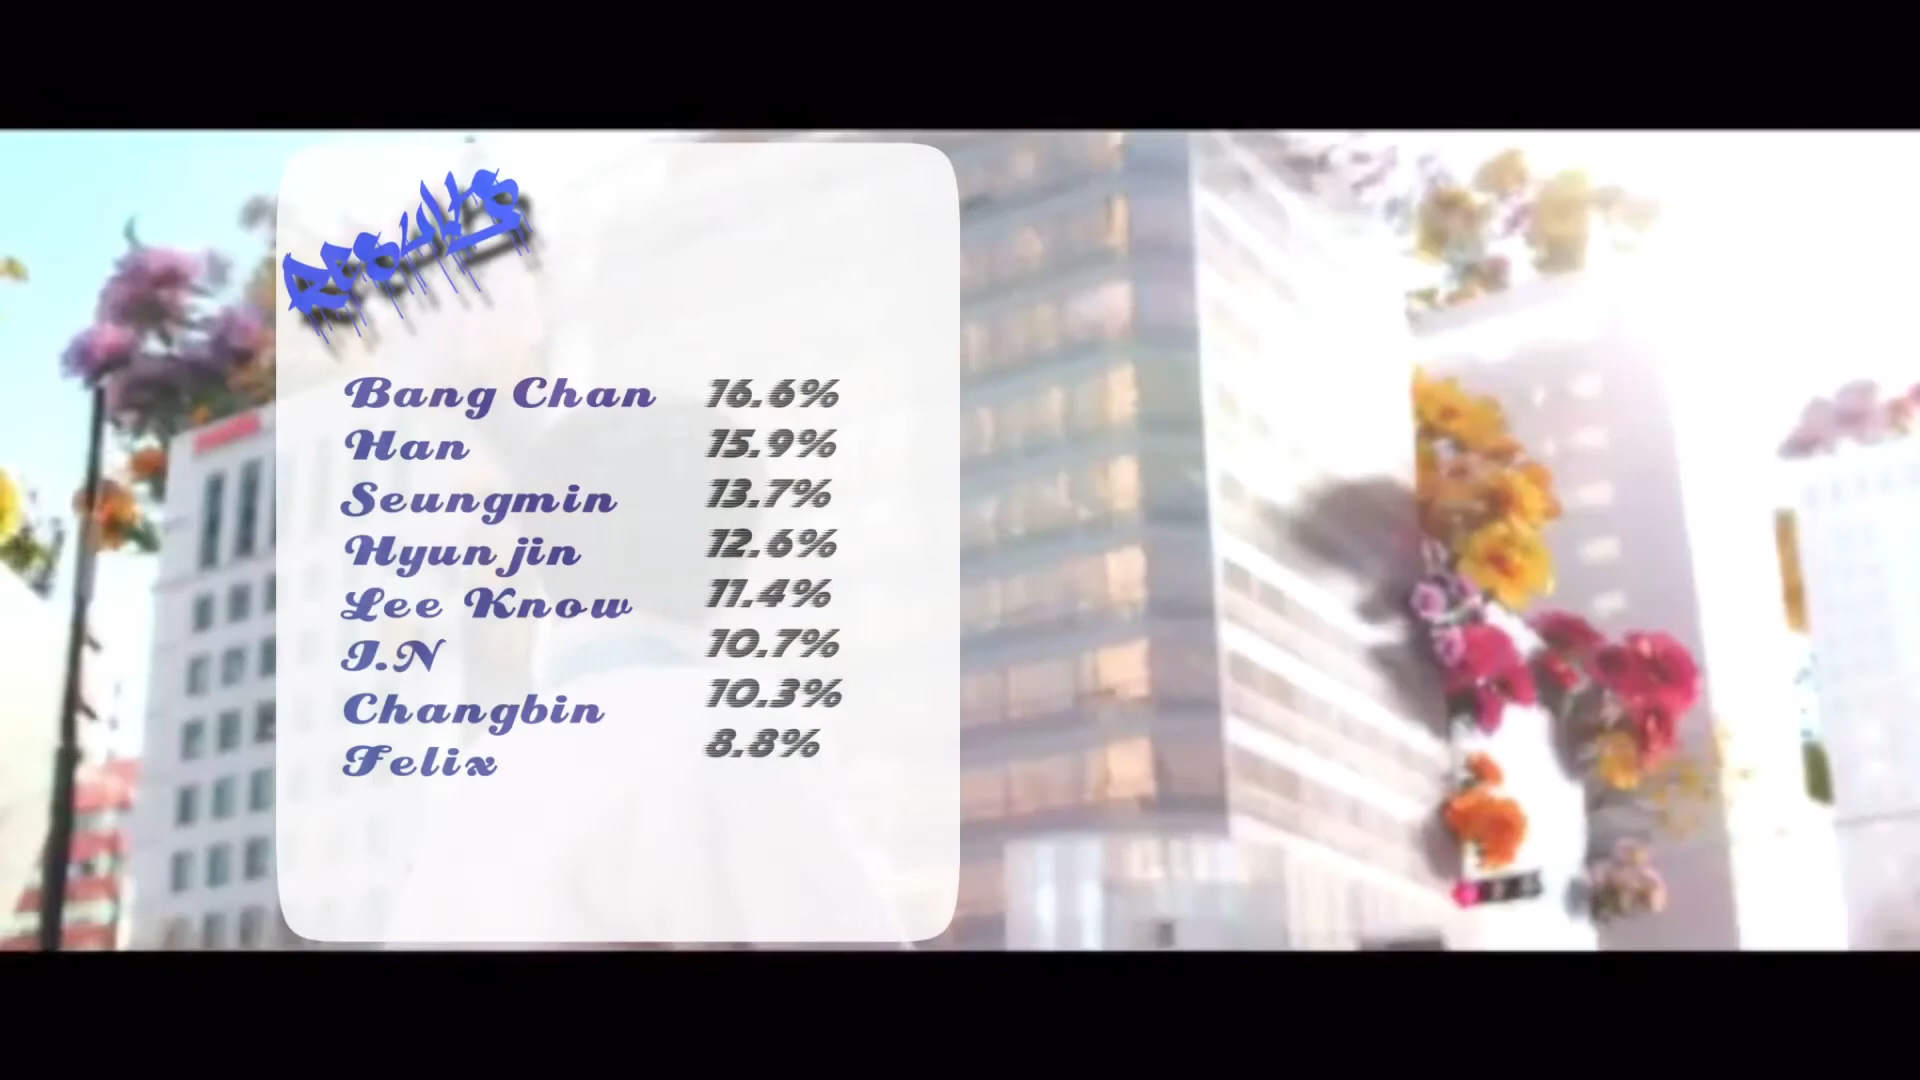 Results
Bang Chan 16.6%
Han 15.9%
Seungmin 13.7%
Hyunjin 12.6%
Lee Know 11.4%
I.N 10.7%
Changbin 10.3%
Felix 8.8%